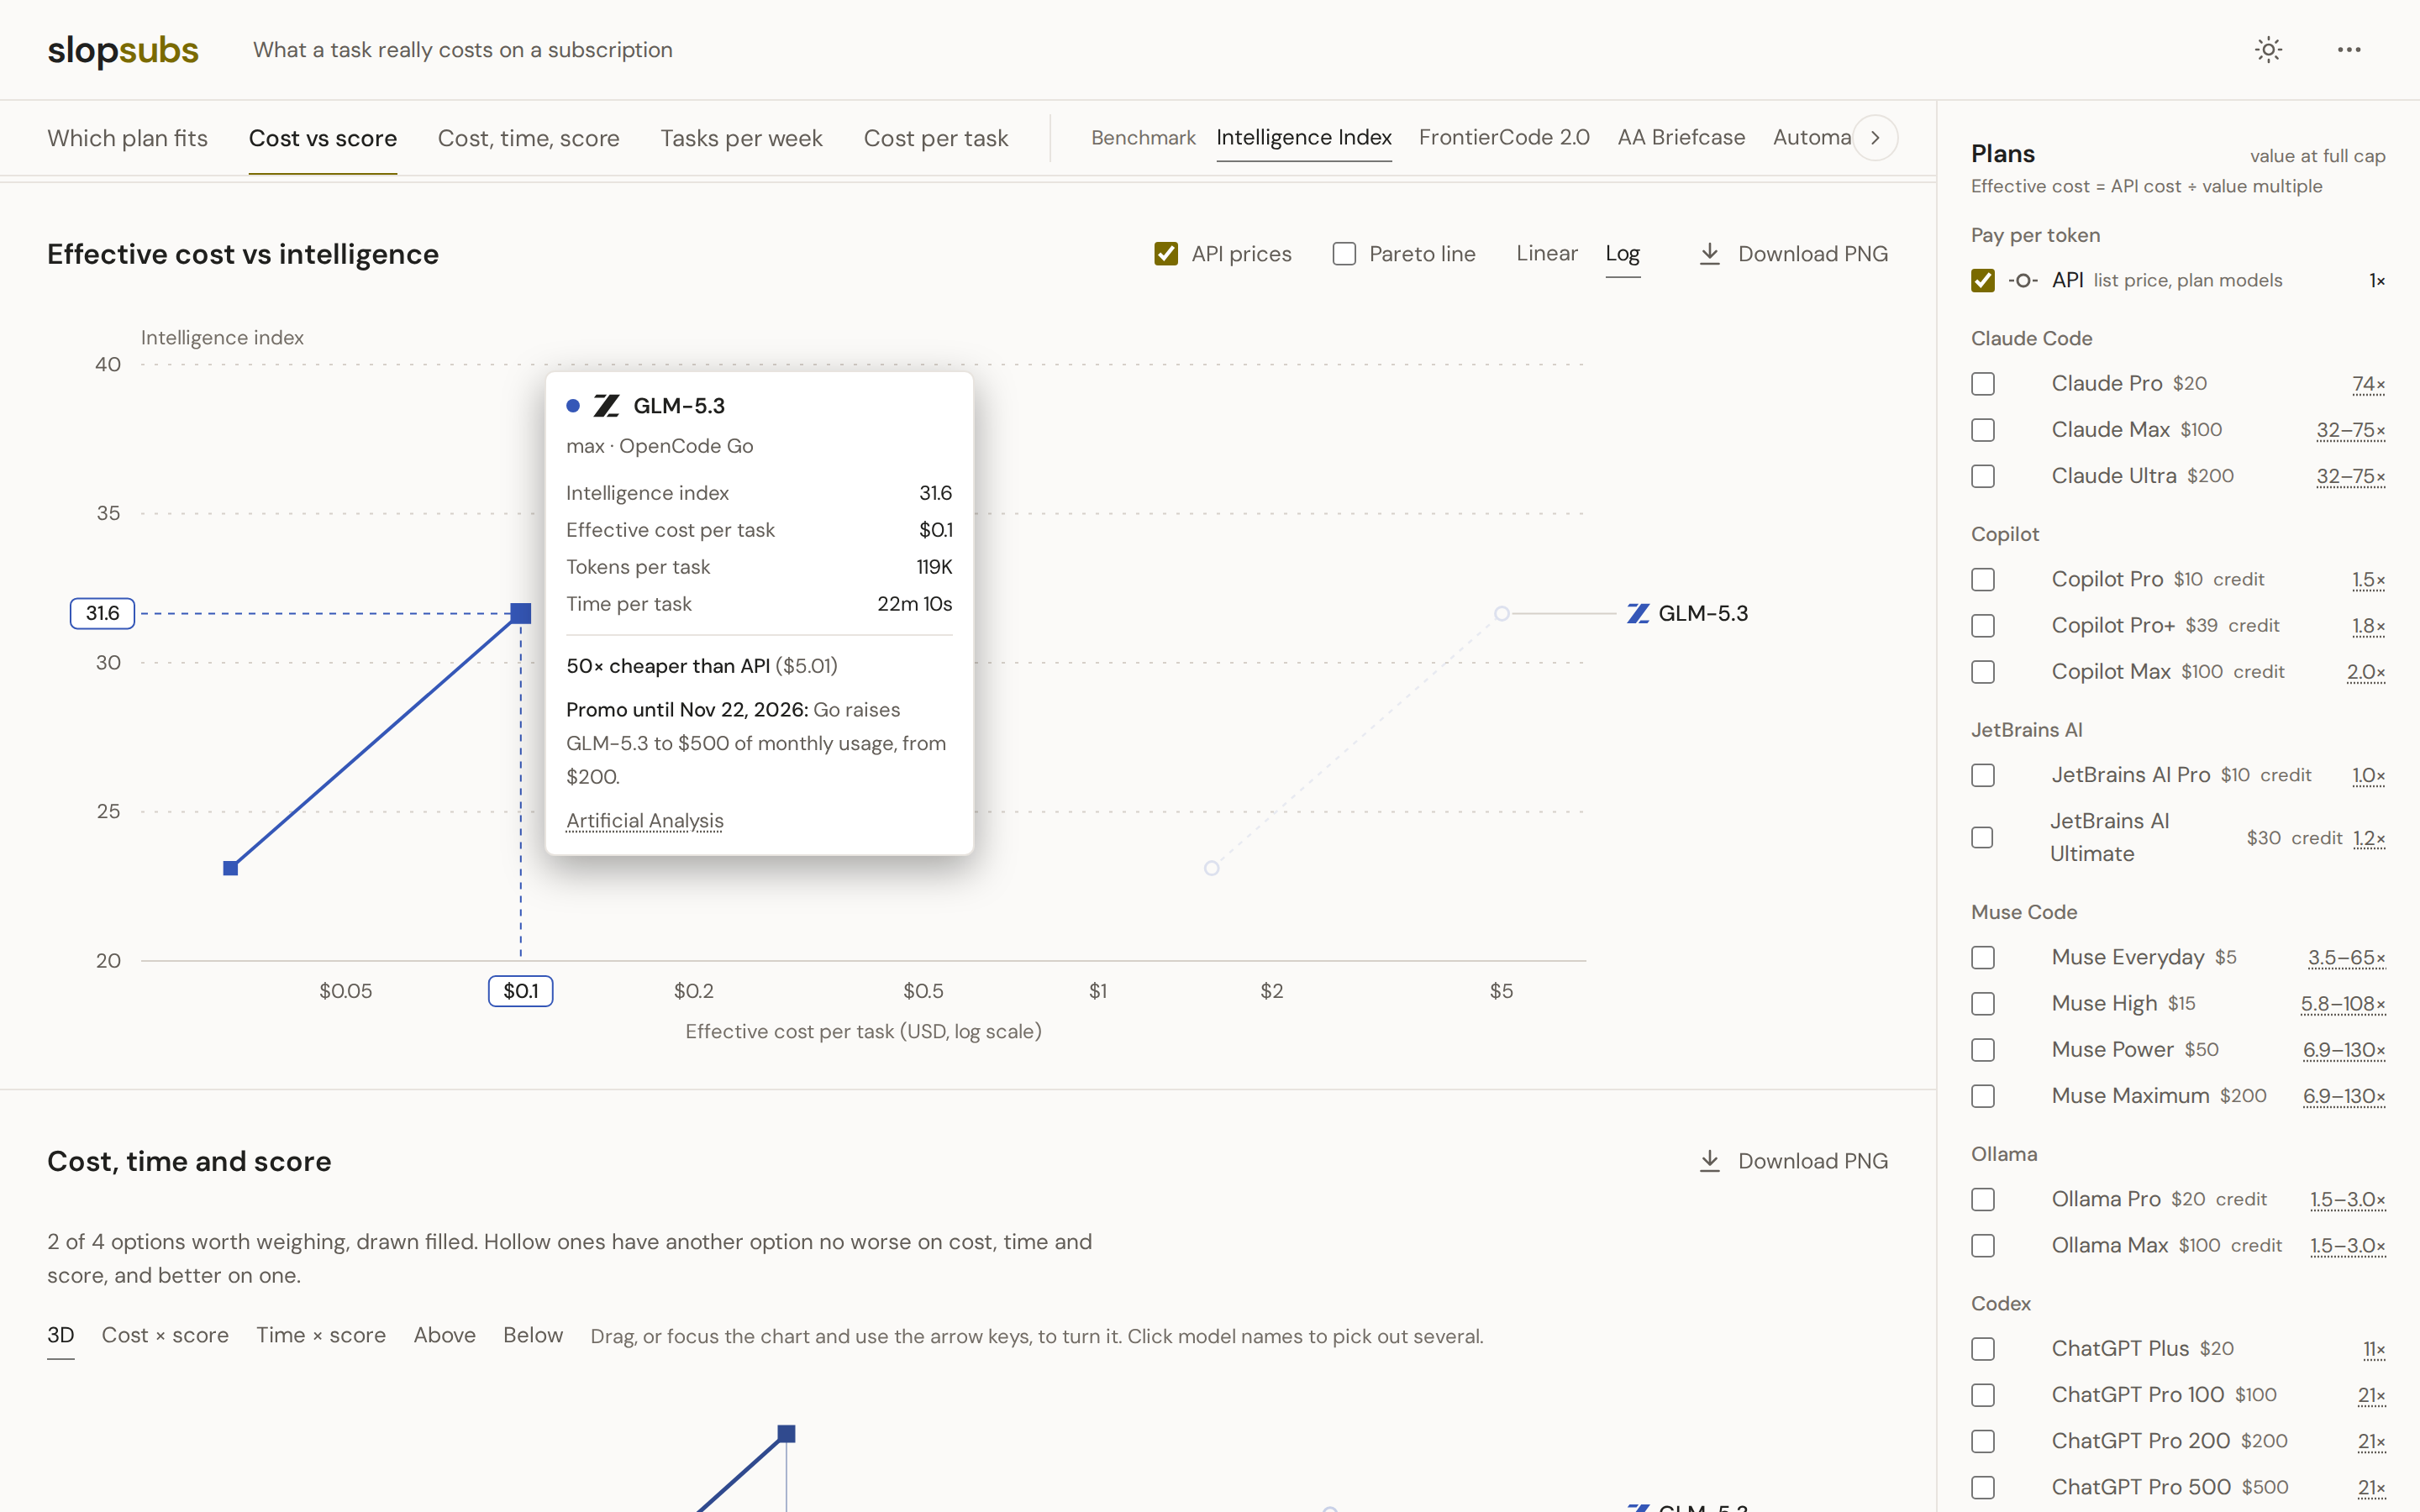 slopsubs
What a task really costs on a subscription
Which plan fits
Cost vs score
Cost, time, score
Tasks per week
Cost per task
Benchmark
Intelligence Index
FrontierCode 2.0
AA Briefcase
Automa
Effective cost vs intelligence
API prices
Pareto line
Linear
Log
Download PNG
Intelligence index
40
35
31.6
30
25
20
GLM-5.3
max · OpenCode Go
Intelligence index 31.6
Effective cost per task $0.1
Tokens per task 119K
Time per task 22m 10s
50× cheaper than API ($5.01)
Promo until Nov 22, 2026: Go raises
GLM-5.3 to $500 of monthly usage, from
$200.
Artificial Analysis
GLM-5.3
$0.05 $0.1 $0.2 $0.5 $1 $2 $5
Effective cost per task (USD, log scale)
Cost, time and score
Download PNG
2 of 4 options worth weighing, drawn filled. Hollow ones have another option no worse on cost, time and
score, and better on one.
3D Cost × score Time × score Above Below Drag, or focus the chart and use the arrow keys, to turn it. Click model names to pick out several.
GLM-5.3
Plans value at full cap
Effective cost = API cost ÷ value multiple
Pay per token
API list price, plan models 1×
Claude Code
Claude Pro $20 74×
Claude Max $100 32–75×
Claude Ultra $200 32–75×
Copilot
Copilot Pro $10 credit 1.5×
Copilot Pro+ $39 credit 1.8×
Copilot Max $100 credit 2.0×
JetBrains AI
JetBrains AI Pro $10 credit 1.0×
JetBrains AI
Ultimate $30 credit 1.2×
Muse Code
Muse Everyday $5 3.5–65×
Muse High $15 5.8–108×
Muse Power $50 6.9–130×
Muse Maximum $200 6.9–130×
Ollama
Ollama Pro $20 credit 1.5–3.0×
Ollama Max $100 credit 1.5–3.0×
Codex
ChatGPT Plus $20 11×
ChatGPT Pro 100 $100 21×
ChatGPT Pro 200 $200 21×
ChatGPT Pro 500 $500 21×